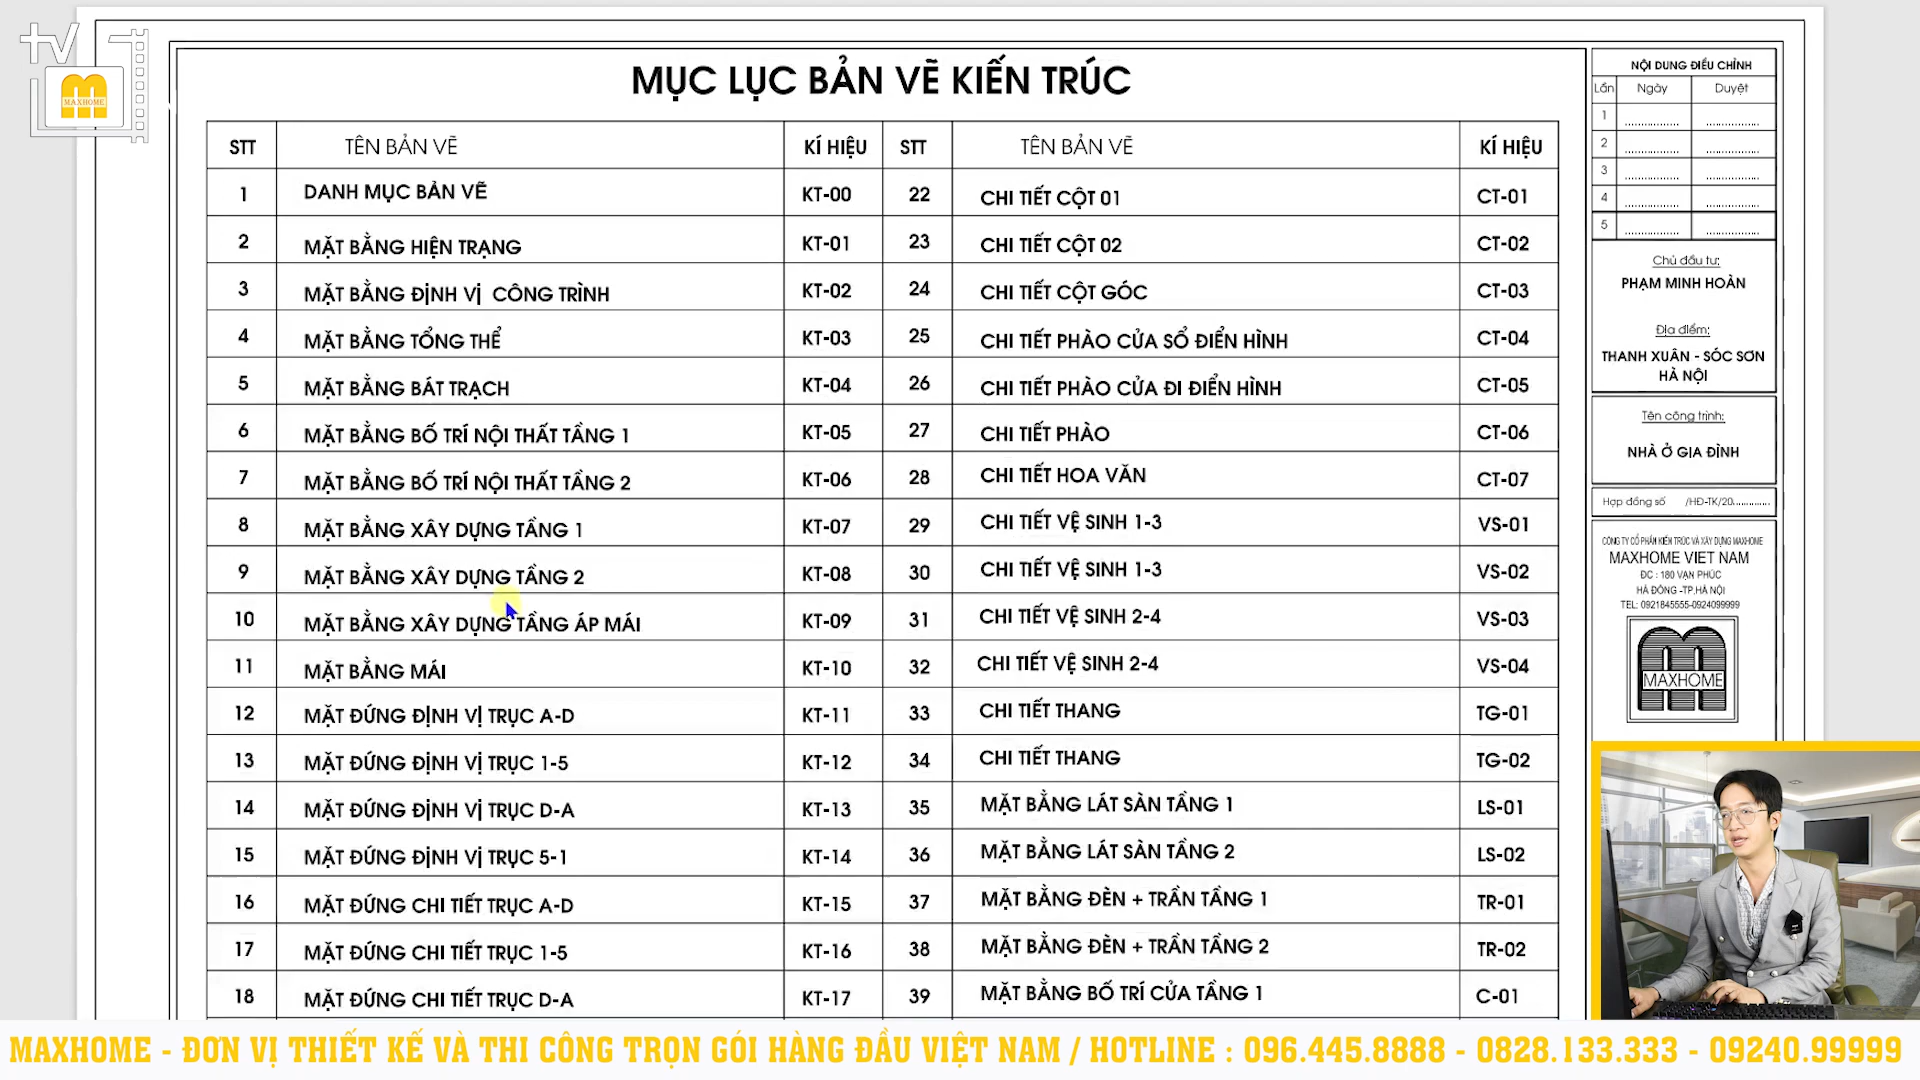 tv
MAXHOME
MỤC LỤC BẢN VẼ KIẾN TRÚC
STT TÊN BẢN VẼ KÍ HIỆU STT TÊN BẢN VẼ KÍ HIỆU
1 DANH MỤC BẢN VẼ KT-00 22 CHI TIẾT CỘT 01 CT-01
2 MẶT BẰNG HIỆN TRẠNG KT-01 23 CHI TIẾT CỘT 02 CT-02
3 MẶT BẰNG ĐỊNH VỊ CÔNG TRÌNH KT-02 24 CHI TIẾT CỘT GÓC CT-03
4 MẶT BẰNG TỔNG THỂ KT-03 25 CHI TIẾT PHÀO CỬA SỔ ĐIỂN HÌNH CT-04
5 MẶT BẰNG BÁT TRẠCH KT-04 26 CHI TIẾT PHÀO CỬA ĐI ĐIỂN HÌNH CT-05
6 MẶT BẰNG BỐ TRÍ NỘI THẤT TẦNG 1 KT-05 27 CHI TIẾT PHÀO CT-06
7 MẶT BẰNG BỐ TRÍ NỘI THẤT TẦNG 2 KT-06 28 CHI TIẾT HOA VĂN CT-07
8 MẶT BẰNG XÂY DỰNG TẦNG 1 KT-07 29 CHI TIẾT VỆ SINH 1-3 VS-01
9 MẶT BẰNG XÂY DỰNG TẦNG 2 KT-08 30 CHI TIẾT VỆ SINH 1-3 VS-02
10 MẶT BẰNG XÂY DỰNG TẦNG ÁP MÁI KT-09 31 CHI TIẾT VỆ SINH 2-4 VS-03
11 MẶT BẰNG MÁI KT-10 32 CHI TIẾT VỆ SINH 2-4 VS-04
12 MẶT ĐỨNG ĐỊNH VỊ TRỤC A-D KT-11 33 CHI TIẾT THANG TG-01
13 MẶT ĐỨNG ĐỊNH VỊ TRỤC 1-5 KT-12 34 CHI TIẾT THANG TG-02
14 MẶT ĐỨNG ĐỊNH VỊ TRỤC D-A KT-13 35 MẶT BẰNG LÁT SÀN TẦNG 1 LS-01
15 MẶT ĐỨNG ĐỊNH VỊ TRỤC 5-1 KT-14 36 MẶT BẰNG LÁT SÀN TẦNG 2 LS-02
16 MẶT ĐỨNG CHI TIẾT TRỤC A-D KT-15 37 MẶT BẰNG ĐÈN + TRẦN TẦNG 1 TR-01
17 MẶT ĐỨNG CHI TIẾT TRỤC 1-5 KT-16 38 MẶT BẰNG ĐÈN + TRẦN TẦNG 2 TR-02
18 MẶT ĐỨNG CHI TIẾT TRỤC D-A KT-17 39 MẶT BẰNG BỐ TRÍ CỬA TẦNG 1 C-01
NỘI DUNG ĐIỀU CHỈNH
Lần Ngày Duyệt
1 ................. ................
2 ................. ................
3 ................. ................
4 ................. ................
5 ................. ................
Chủ đầu tư:
PHẠM MINH HOÀN
Địa điểm:
THANH XUÂN - SÓC SƠN
HÀ NỘI
Tên công trình:
NHÀ Ở GIA ĐÌNH
Hợp đồng số /HĐ-TK/20.............
CÔNG TY CỔ PHẦN KIẾN TRÚC VÀ XÂY DỰNG MAXHOME
MAXHOME VIET NAM
ĐC : 180 VẠN PHÚC
HÀ ĐÔNG -TP.HÀ NỘI
TEL: 0921845555-0924099999
MAXHOME
MAXHOME - ĐƠN VỊ THIẾT KẾ VÀ THI CÔNG TRỌN GÓI HÀNG ĐẦU VIỆT NAM / HOTLINE : 096.445.8888 - 0828.133.333 - 09240.99999